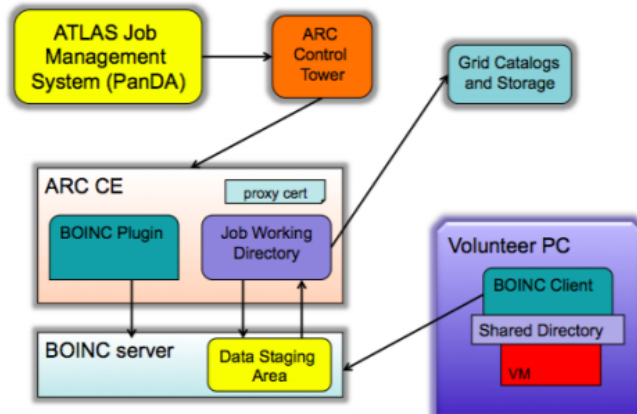 ATLAS Job
Management
System (PanDA)
ARC
Control
Tower
Grid Catalogs
and Storage
ARC CE
proxy cert
BOINC Plugin
Job Working
Directory
BOINC server
Data Staging
Area
Volunteer PC
BOINC Client
Shared Directory
VM